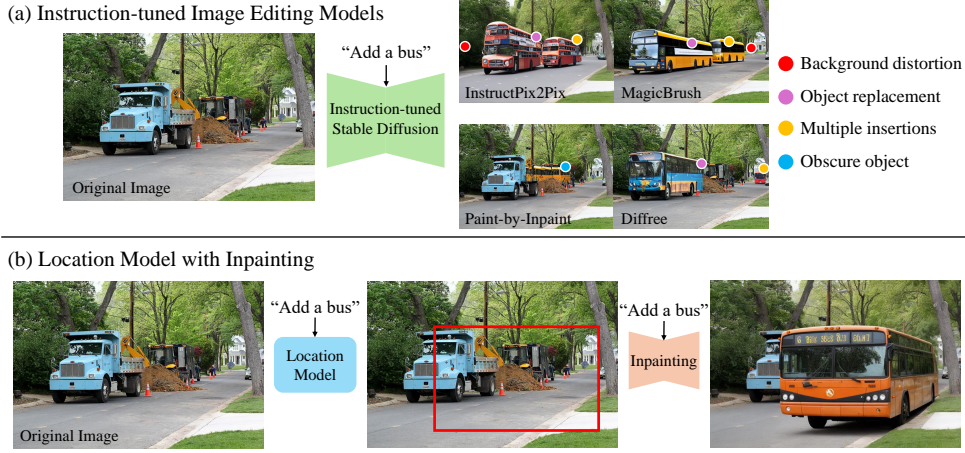 (a) Instruction-tuned Image Editing Models
Original Image
“Add a bus”
Instruction-tuned
Stable Diffusion
InstructPix2Pix
MagicBrush
Paint-by-Inpaint
Diffree
Background distortion
Object replacement
Multiple insertions
Obscure object
(b) Location Model with Inpainting
Original Image
“Add a bus”
Location
Model
“Add a bus”
Inpainting